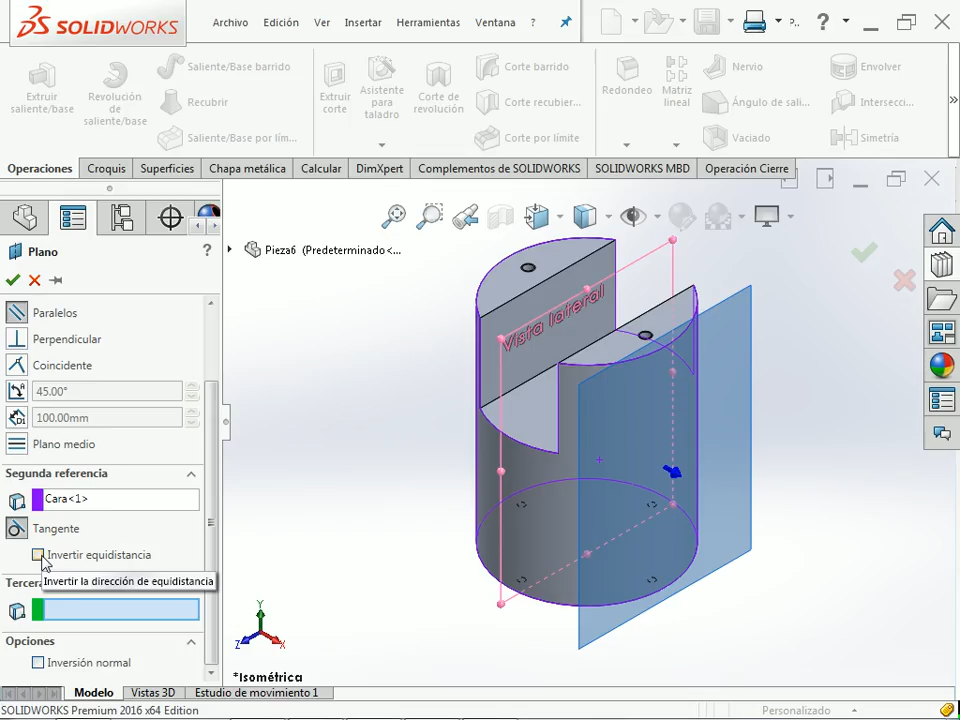 SOLIDWORKS
Archivo Edición Ver Insertar Herramientas Ventana ? P.. ?
Extruir saliente/base
Revolución de saliente/base
Saliente/Base barrido
Recubrir
Saliente/Base por lím...
Extruir corte
Asistente para taladro
Corte de revolución
Corte barrido
Corte recubier...
Corte por límite
Redondeo
Matriz lineal
Nervio
Ángulo de sali...
Vaciado
Envolver
Intersecci...
Simetría
»
Operaciones Croquis Superficies Chapa metálica Calcular DimXpert Complementos de SOLIDWORKS SOLIDWORKS MBD Operación Cierre
Plano ?
Pieza6 (Predeterminado<...
Paralelos
Perpendicular
Coincidente
45.00°
100.00mm
Plano medio
Segunda referencia
Cara<1>
Tangente
Invertir equidistancia
Invertir la dirección de equidistancia
Tercera
Opciones
Inversión normal
Vista lateral
Y
Z
X
*Isométrica
Modelo Vistas 3D Estudio de movimiento 1
SOLIDWORKS Premium 2016 x64 Edition
Personalizado